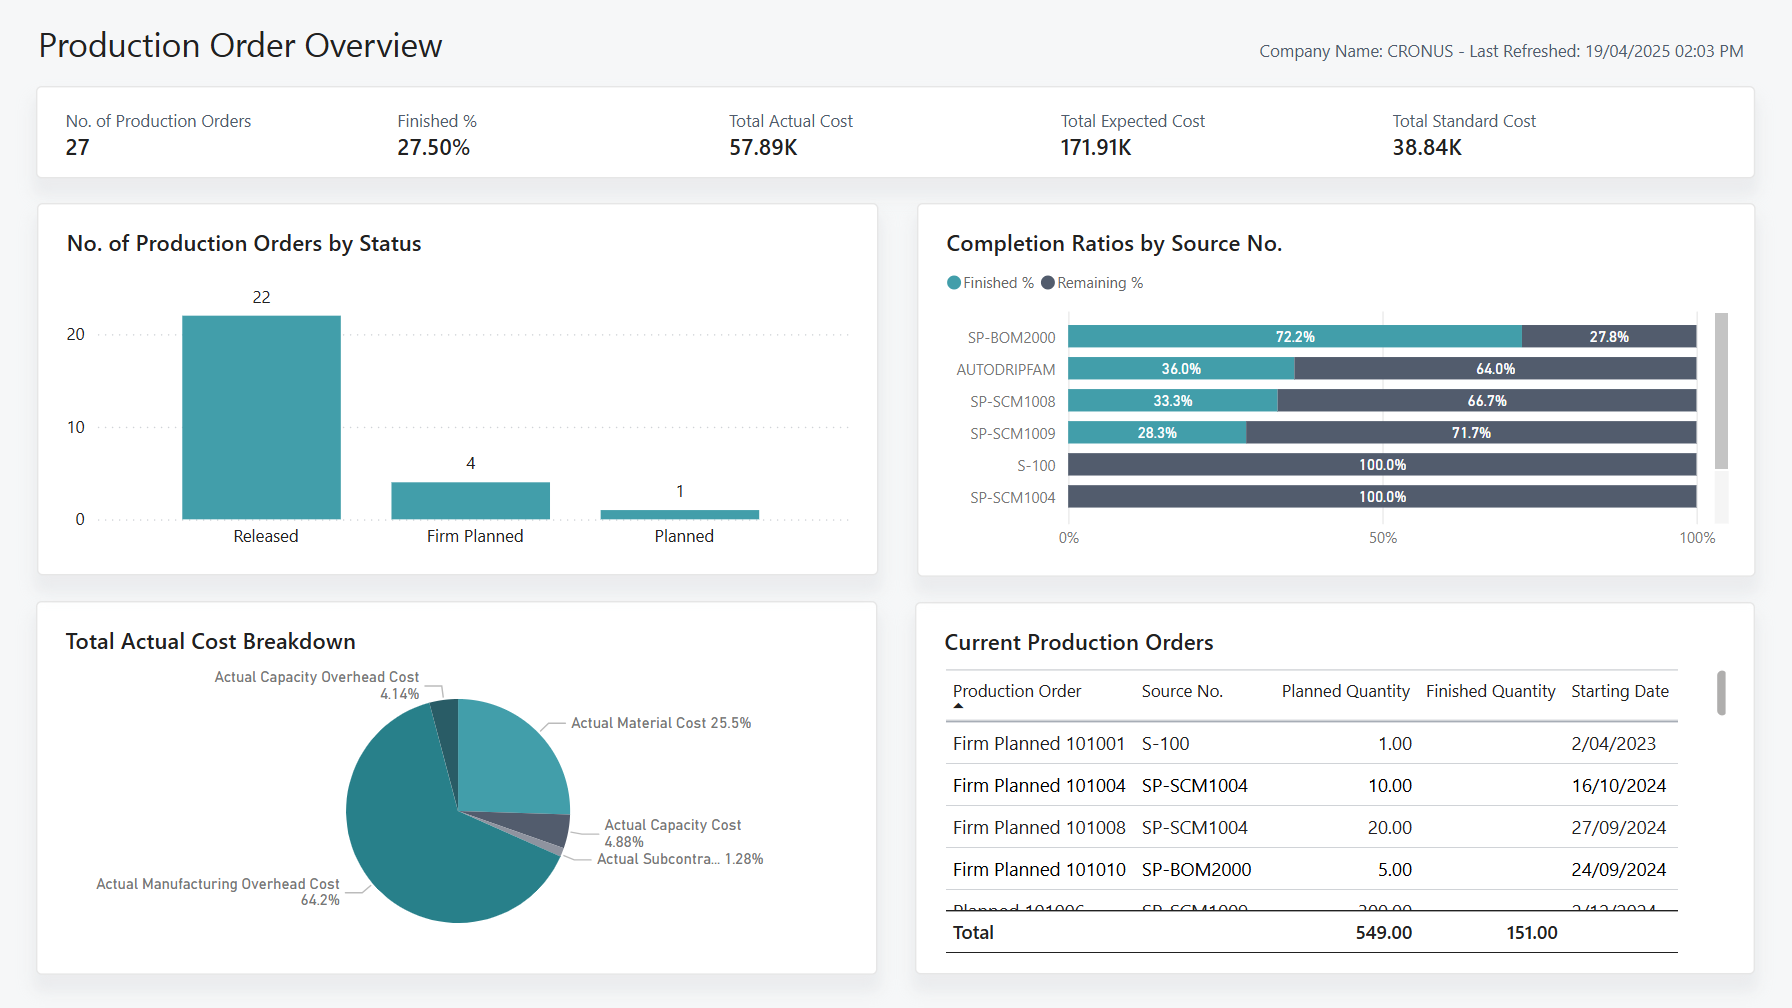 Production Order Overview
Company Name: CRONUS - Last Refreshed: 19/04/2025 02:03 PM
No. of Production Orders
27
Finished %
27.50%
Total Actual Cost
57.89K
Total Expected Cost
171.91K
Total Standard Cost
38.84K
No. of Production Orders by Status
20
10
0
22
4
1
Released
Firm Planned
Planned
Completion Ratios by Source No.
Finished % Remaining %
SP-BOM2000 72.2% 27.8%
AUTODRIPFAM 36.0% 64.0%
SP-SCM1008 33.3% 66.7%
SP-SCM1009 28.3% 71.7%
S-100 100.0%
SP-SCM1004 100.0%
0% 50% 100%
Total Actual Cost Breakdown
Actual Capacity Overhead Cost
4.14%
Actual Material Cost 25.5%
Actual Capacity Cost
4.88%
Actual Subcontra... 1.28%
Actual Manufacturing Overhead Cost
64.2%
Current Production Orders
Production Order Source No. Planned Quantity Finished Quantity Starting Date
Firm Planned 101001 S-100 1.00 2/04/2023
Firm Planned 101004 SP-SCM1004 10.00 16/10/2024
Firm Planned 101008 SP-SCM1004 20.00 27/09/2024
Firm Planned 101010 SP-BOM2000 5.00 24/09/2024
Total 549.00 151.00